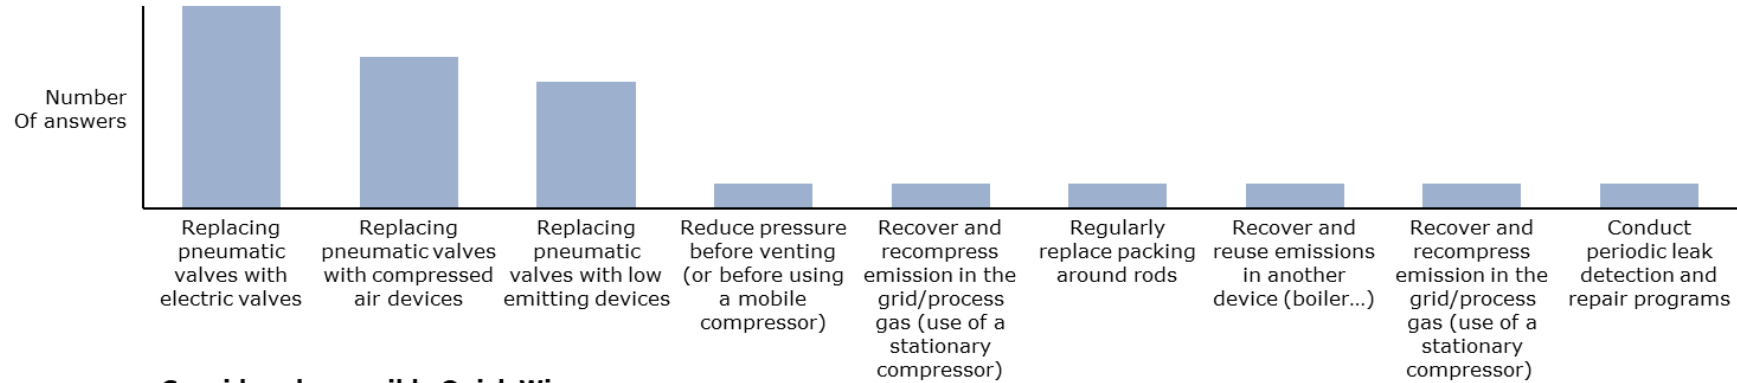 Number
Of answers
Replacing
pneumatic
valves with
electric valves
Replacing
pneumatic valves
with compressed
air devices
Replacing
pneumatic
valves with low
emitting devices
Reduce pressure
before venting
(or before using
a mobile
compressor)
Recover and
recompress
emission in the
grid/process
gas (use of a
stationary
compressor)
Regularly
replace packing
around rods
Recover and
reuse emissions
in another
device (boiler…)
Recover and
recompress
emission in the
grid/process
gas (use of a
stationary
compressor)
Conduct
periodic leak
detection and
repair programs